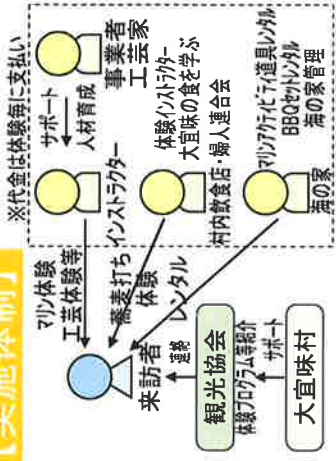 【実施体制】
※代金は体験毎に支払い
サポート
人材育成
事業者
工芸家
インストラクター
マリン体験
工芸体験等
体験インストラクター
大宜味の食を学ぶ
村内飲食店・婦人連合会
蕎麦打ち
体験
マリンアクティビティ道具レンタル
BBQセットレンタル
海の家管理
海の家
レンタル
来訪者
連絡
観光協会
体験プログラム等紹介
サポート
大宜味村